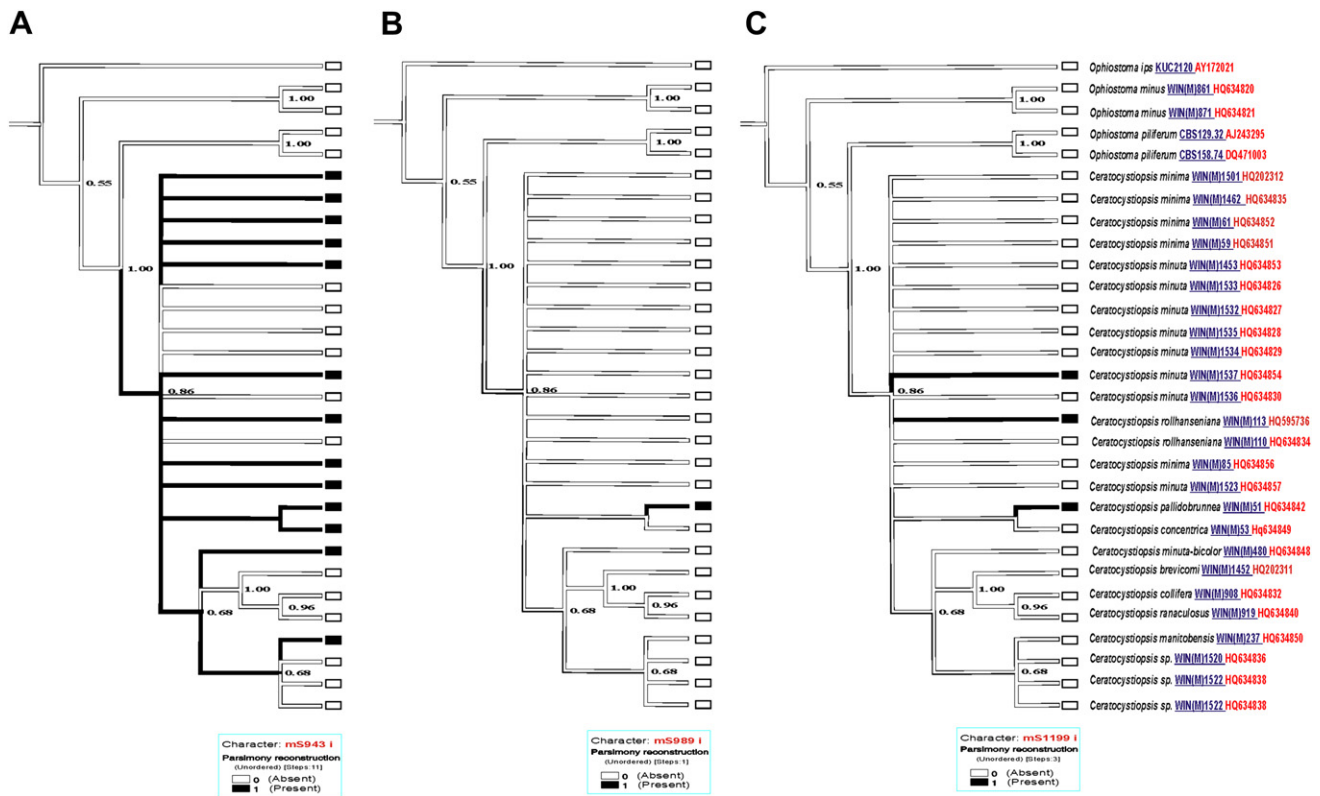 A
B
C
Ophiostoma ips KUC2120 AY172021
Ophiostoma minus WIN(M)861 HQ634820
1.00
1.00
1.00
Ophiostoma minus WIN(M)871 HQ634821
Ophiostoma piliferum CBS129.32 AJ243295
1.00
1.00
1.00
Ophiostoma piliferum CBS158.74 DQ471003
0.55
0.55
0.55
Ceratocystiopsis minima WIN(M)1501 HQ202312
Ceratocystiopsis minima WIN(M)1462 HQ634835
Ceratocystiopsis minima WIN(M)61 HQ634852
Ceratocystiopsis minima WIN(M)59 HQ634851
1.00
1.00
1.00
Ceratocystiopsis minuta WIN(M)1453 HQ634853
Ceratocystiopsis minuta WIN(M)1533 HQ634826
Ceratocystiopsis minuta WIN(M)1532 HQ634827
Ceratocystiopsis minuta WIN(M)1535 HQ634828
Ceratocystiopsis minuta WIN(M)1534 HQ634829
Ceratocystiopsis minuta WIN(M)1537 HQ634854
0.86
0.86
0.86
Ceratocystiopsis minuta WIN(M)1536 HQ634830
Ceratocystiopsis rollhanseniana WIN(M)113 HQ595736
Ceratocystiopsis rollhanseniana WIN(M)110 HQ634834
Ceratocystiopsis minima WIN(M)85 HQ634856
Ceratocystiopsis minuta WIN(M)1523 HQ634857
Ceratocystiopsis pallidobrunnea WIN(M)51 HQ634842
Ceratocystiopsis concentrica WIN(M)53 Hq634849
Ceratocystiopsis minuta-bicolor WIN(M)480 HQ634848
Ceratocystiopsis brevicomi WIN(M)1452 HQ202311
1.00
1.00
1.00
Ceratocystiopsis collifera WIN(M)908 HQ634832
0.68
0.96
0.68
0.96
0.68
0.96
Ceratocystiopsis ranaculosus WIN(M)919 HQ634840
Ceratocystiopsis manitobensis WIN(M)237 HQ634850
Ceratocystiopsis sp. WIN(M)1520 HQ634836
0.68
0.68
0.68
Ceratocystiopsis sp. WIN(M)1522 HQ634838
Ceratocystiopsis sp. WIN(M)1522 HQ634838
Character: mS943 i
Parsimony reconstruction
(Unordered) [Steps:11]
0 (Absent)
1 (Present)
Character: mS989 i
Parsimony reconstruction
(Unordered) [Steps:1]
0 (Absent)
1 (Present)
Character: mS1199 i
Parsimony reconstruction
(Unordered) [Steps:3]
0 (Absent)
1 (Present)